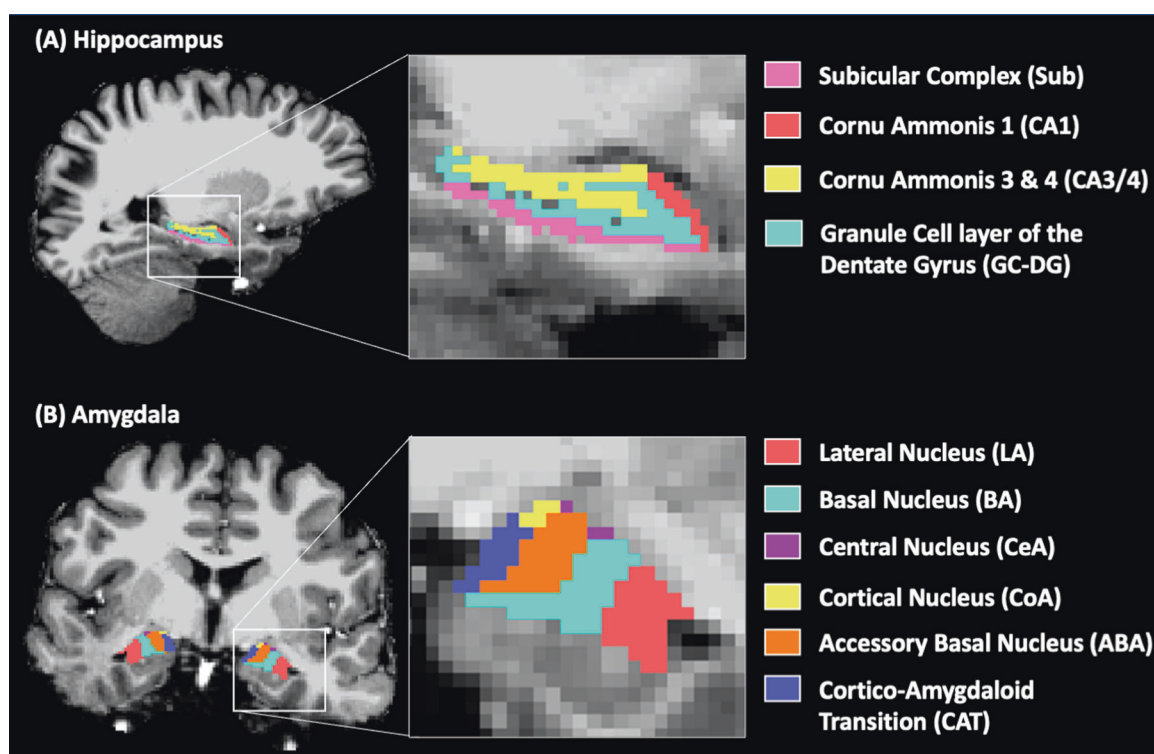 (A) Hippocampus
Subicular Complex (Sub)
Cornu Ammonis 1 (CA1)
Cornu Ammonis 3 & 4 (CA3/4)
Granule Cell layer of the
Dentate Gyrus (GC-DG)
(B) Amygdala
Lateral Nucleus (LA)
Basal Nucleus (BA)
Central Nucleus (CeA)
Cortical Nucleus (CoA)
Accessory Basal Nucleus (ABA)
Cortico-Amygdaloid
Transition (CAT)